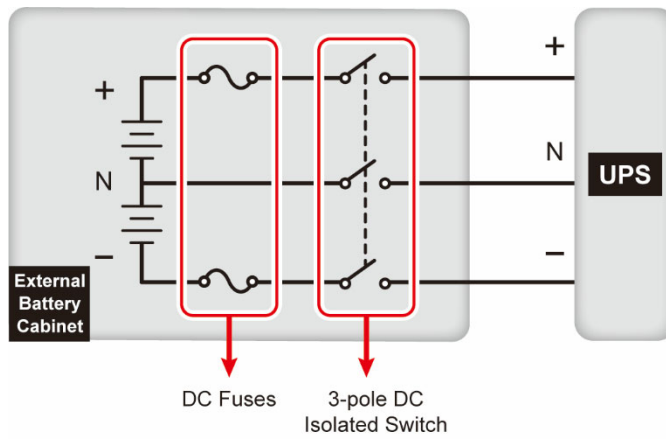 +
+
N
N
UPS
−
−
External
Battery
Cabinet
DC Fuses
3-pole DC
Isolated Switch